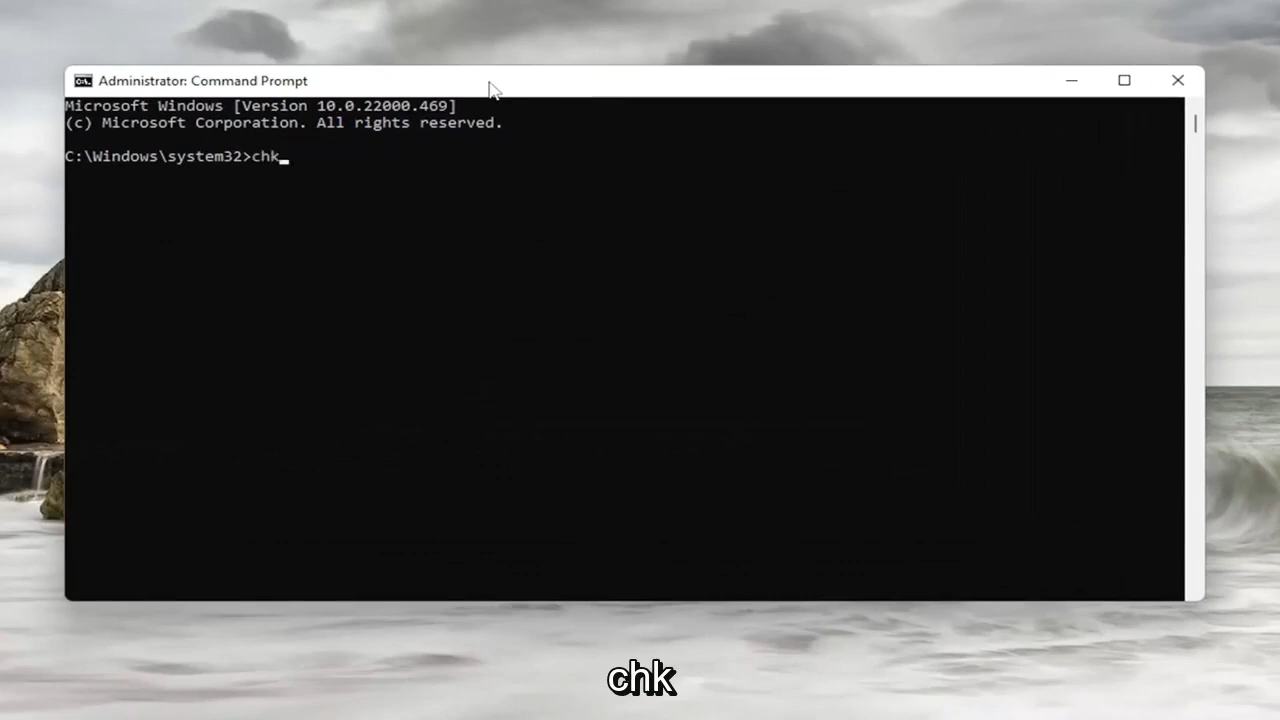 Administrator: Command Prompt
Microsoft Windows [Version 10.0.22000.469]
(c) Microsoft Corporation. All rights reserved.
C:\Windows\system32>chk
chk